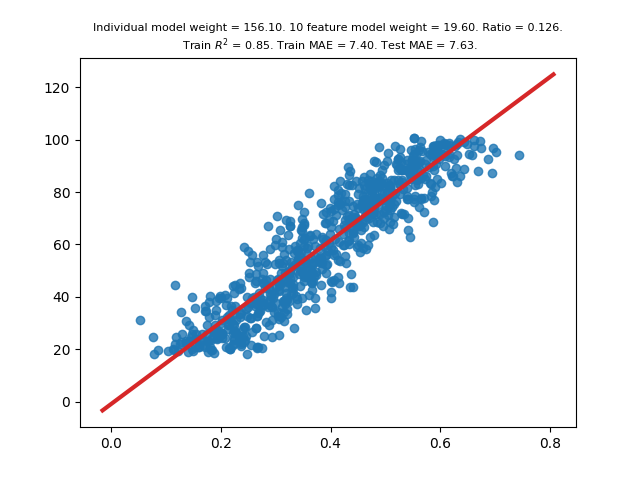 Individual model weight = 156.10. 10 feature model weight = 19.60. Ratio = 0.126.
Train R² = 0.85. Train MAE = 7.40. Test MAE = 7.63.
120
100
80
60
40
20
0
0.0 0.2 0.4 0.6 0.8